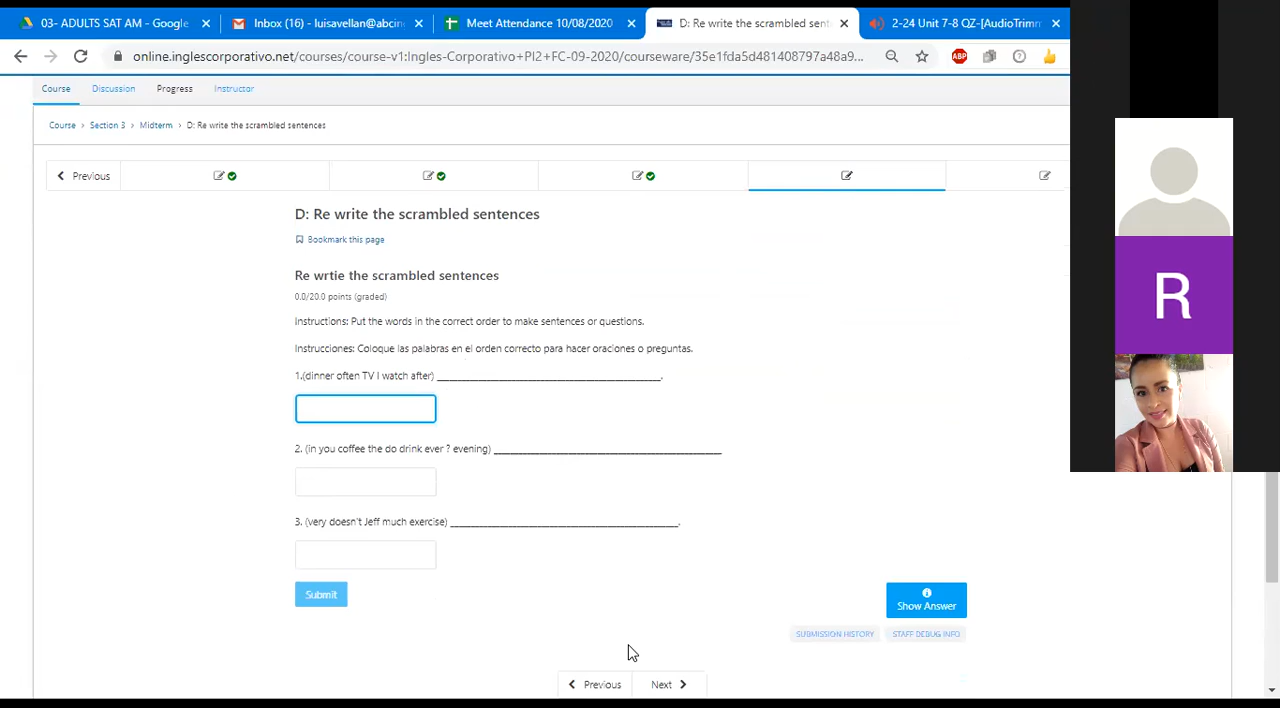 03- ADULTS SAT AM - Google
Inbox (16) - luisavellan@abcin
Meet Attendance 10/08/2020
D: Re write the scrambled sent
2-24 Unit 7-8 QZ-[AudioTrimm
online.inglescorporativo.net/courses/course-v1:Ingles-Corporativo+PI2+FC-09-2020/courseware/35e1fda5d481408797a48a9...
ABP
Course Discussion Progress Instructor
Course > Section 3 > Midterm > D: Re write the scrambled sentences
Previous
D: Re write the scrambled sentences
Bookmark this page
Re wrtie the scrambled sentences
0.0/20.0 points (graded)
Instructions: Put the words in the correct order to make sentences or questions.
Instrucciones: Coloque las palabras en el orden correcto para hacer oraciones o preguntas.
1.(dinner often TV I watch after) ________________________________________.
2. (in you coffee the do drink ever ? evening) ________________________________________
3. (very doesn't Jeff much exercise) ________________________________________.
Submit
Show Answer
SUBMISSION HISTORY STAFF DEBUG INFO
Previous Next
R